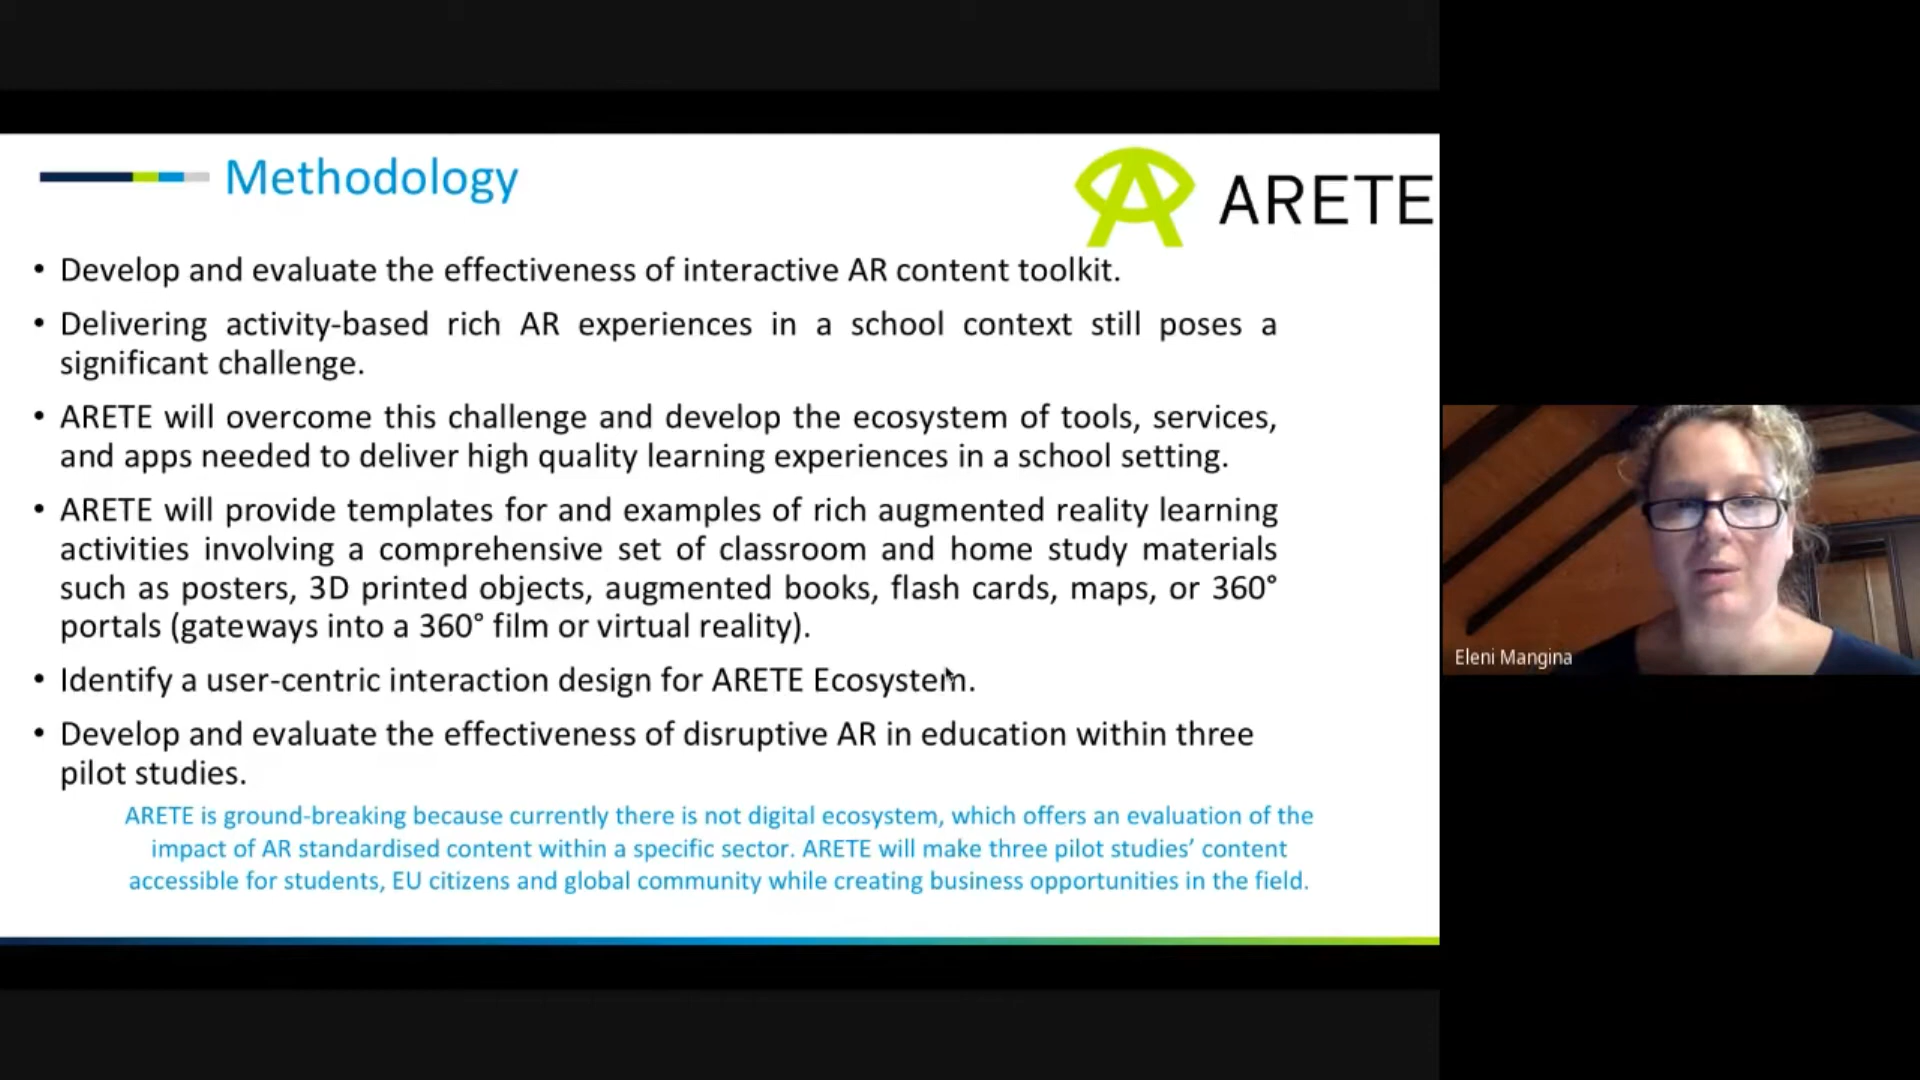 Methodology
ARETE
• Develop and evaluate the effectiveness of interactive AR content toolkit.
• Delivering activity-based rich AR experiences in a school context still poses a
significant challenge.
• ARETE will overcome this challenge and develop the ecosystem of tools, services,
and apps needed to deliver high quality learning experiences in a school setting.
• ARETE will provide templates for and examples of rich augmented reality learning
activities involving a comprehensive set of classroom and home study materials
such as posters, 3D printed objects, augmented books, flash cards, maps, or 360°
portals (gateways into a 360° film or virtual reality).
• Identify a user-centric interaction design for ARETE Ecosystem.
• Develop and evaluate the effectiveness of disruptive AR in education within three
pilot studies.
ARETE is ground-breaking because currently there is not digital ecosystem, which offers an evaluation of the
impact of AR standardised content within a specific sector. ARETE will make three pilot studies’ content
accessible for students, EU citizens and global community while creating business opportunities in the field.
Eleni Mangina